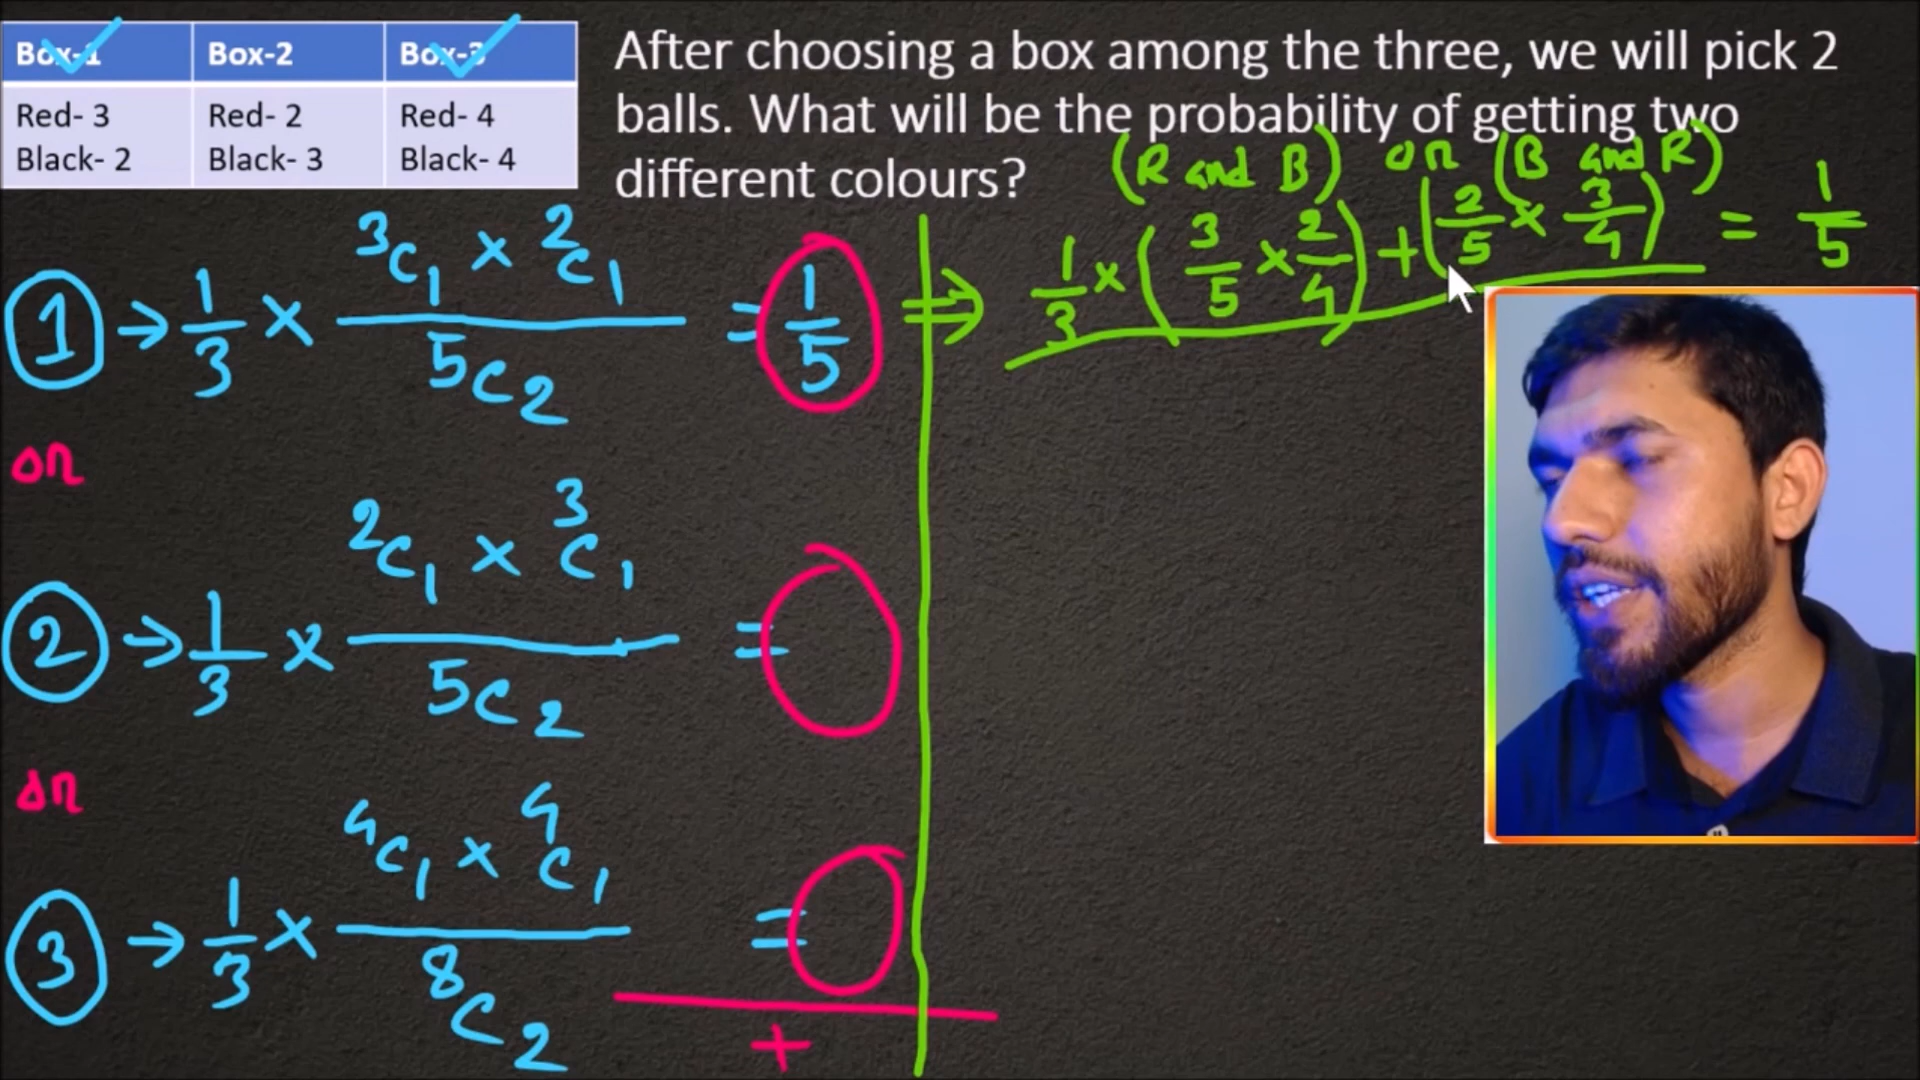 Box-1 Box-2 Box-3
Red- 3 Red- 2 Red- 4
Black- 2 Black- 3 Black- 4
After choosing a box among the three, we will pick 2
balls. What will be the probability of getting two
different colours?
(R and B) or (B and R)
1/3 × (3/5 × 2/4) + (2/5 × 3/4) = 1/5
1 → 1/3 × ³C₁ × ²C₁ / 5C₂ = 1/5 ⇒
or
2 → 1/3 × ²C₁ × ³C₁ / 5C₂ =
or
3 → 1/3 × ⁴C₁ × ⁴C₁ / ⁸C₂ =
+